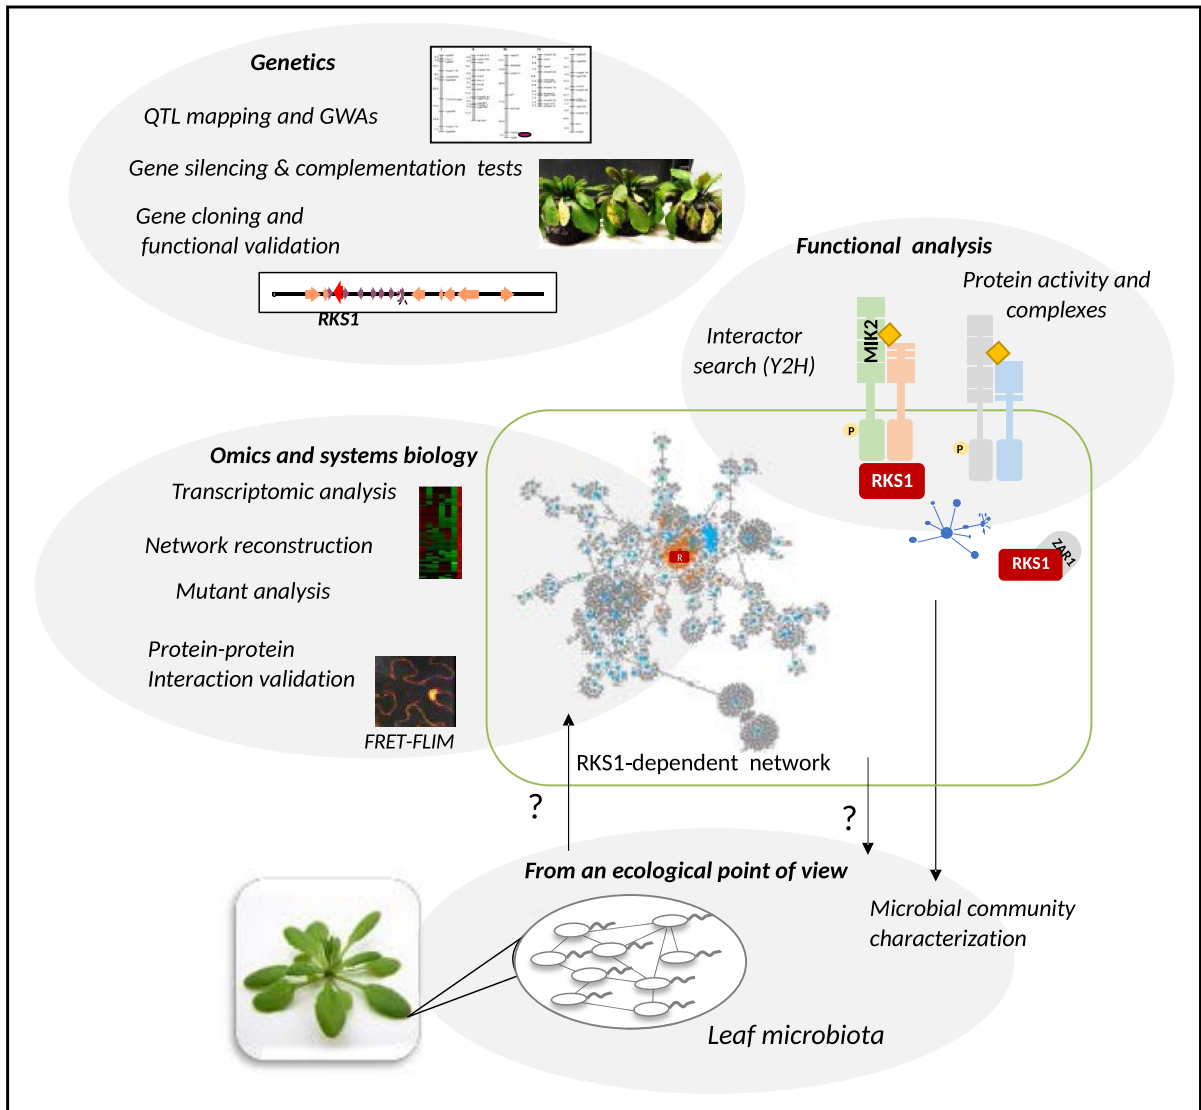 Genetics
QTL mapping and GWAs
Gene silencing & complementation tests
Gene cloning and
functional validation
RKS1
Functional analysis
Protein activity and
complexes
Interactor
search (Y2H)
MIK2
P
P
RKS1
ZAR1
RKS1
Omics and systems biology
Transcriptomic analysis
Network reconstruction
Mutant analysis
Protein-protein
Interaction validation
FRET-FLIM
R
RKS1-dependent network
?
?
From an ecological point of view
Microbial community
characterization
Leaf microbiota